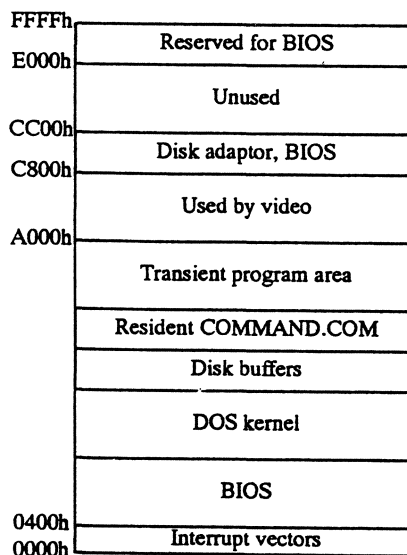 FFFFh
Reserved for BIOS
E000h
Unused
CC00h
Disk adaptor, BIOS
C800h
Used by video
A000h
Transient program area
Resident COMMAND.COM
Disk buffers
DOS kernel
BIOS
0400h
Interrupt vectors
0000h